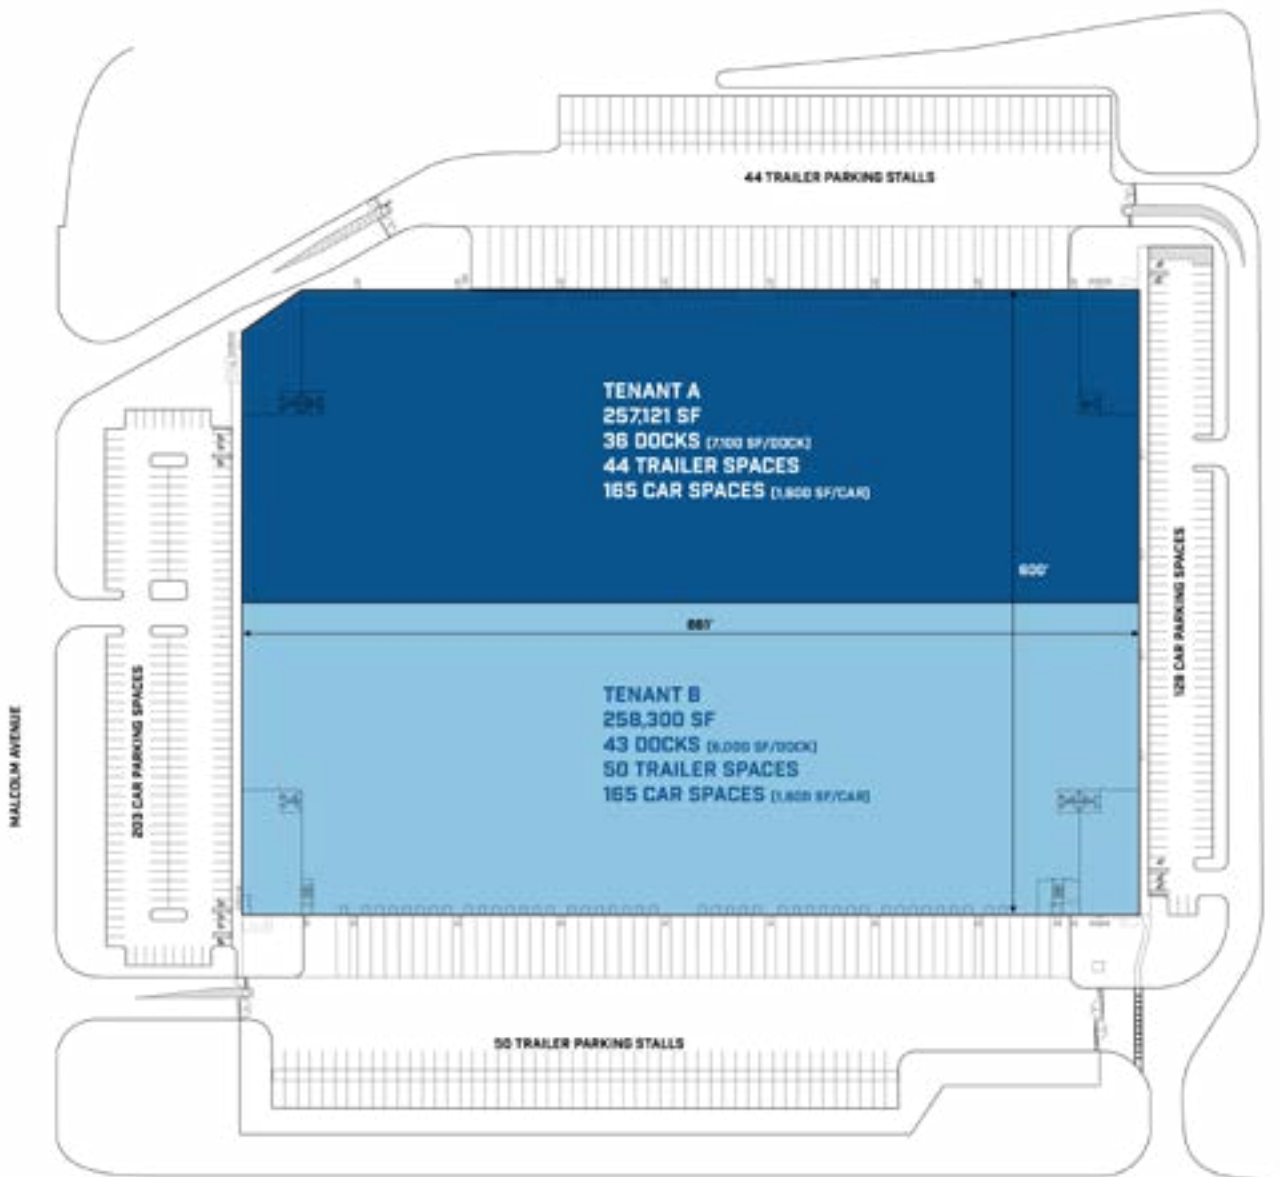 44 TRAILER PARKING STALLS
TENANT A
257,121 SF
36 DOCKS (7,100 SF/DOCK)
44 TRAILER SPACES
165 CAR SPACES (1,600 SF/CAR)
600'
861'
TENANT B
258,300 SF
43 DOCKS (6,000 SF/DOCK)
50 TRAILER SPACES
165 CAR SPACES (1,600 SF/CAR)
128 CAR PARKING SPACES
203 CAR PARKING SPACES
MALCOLM AVENUE
50 TRAILER PARKING STALLS